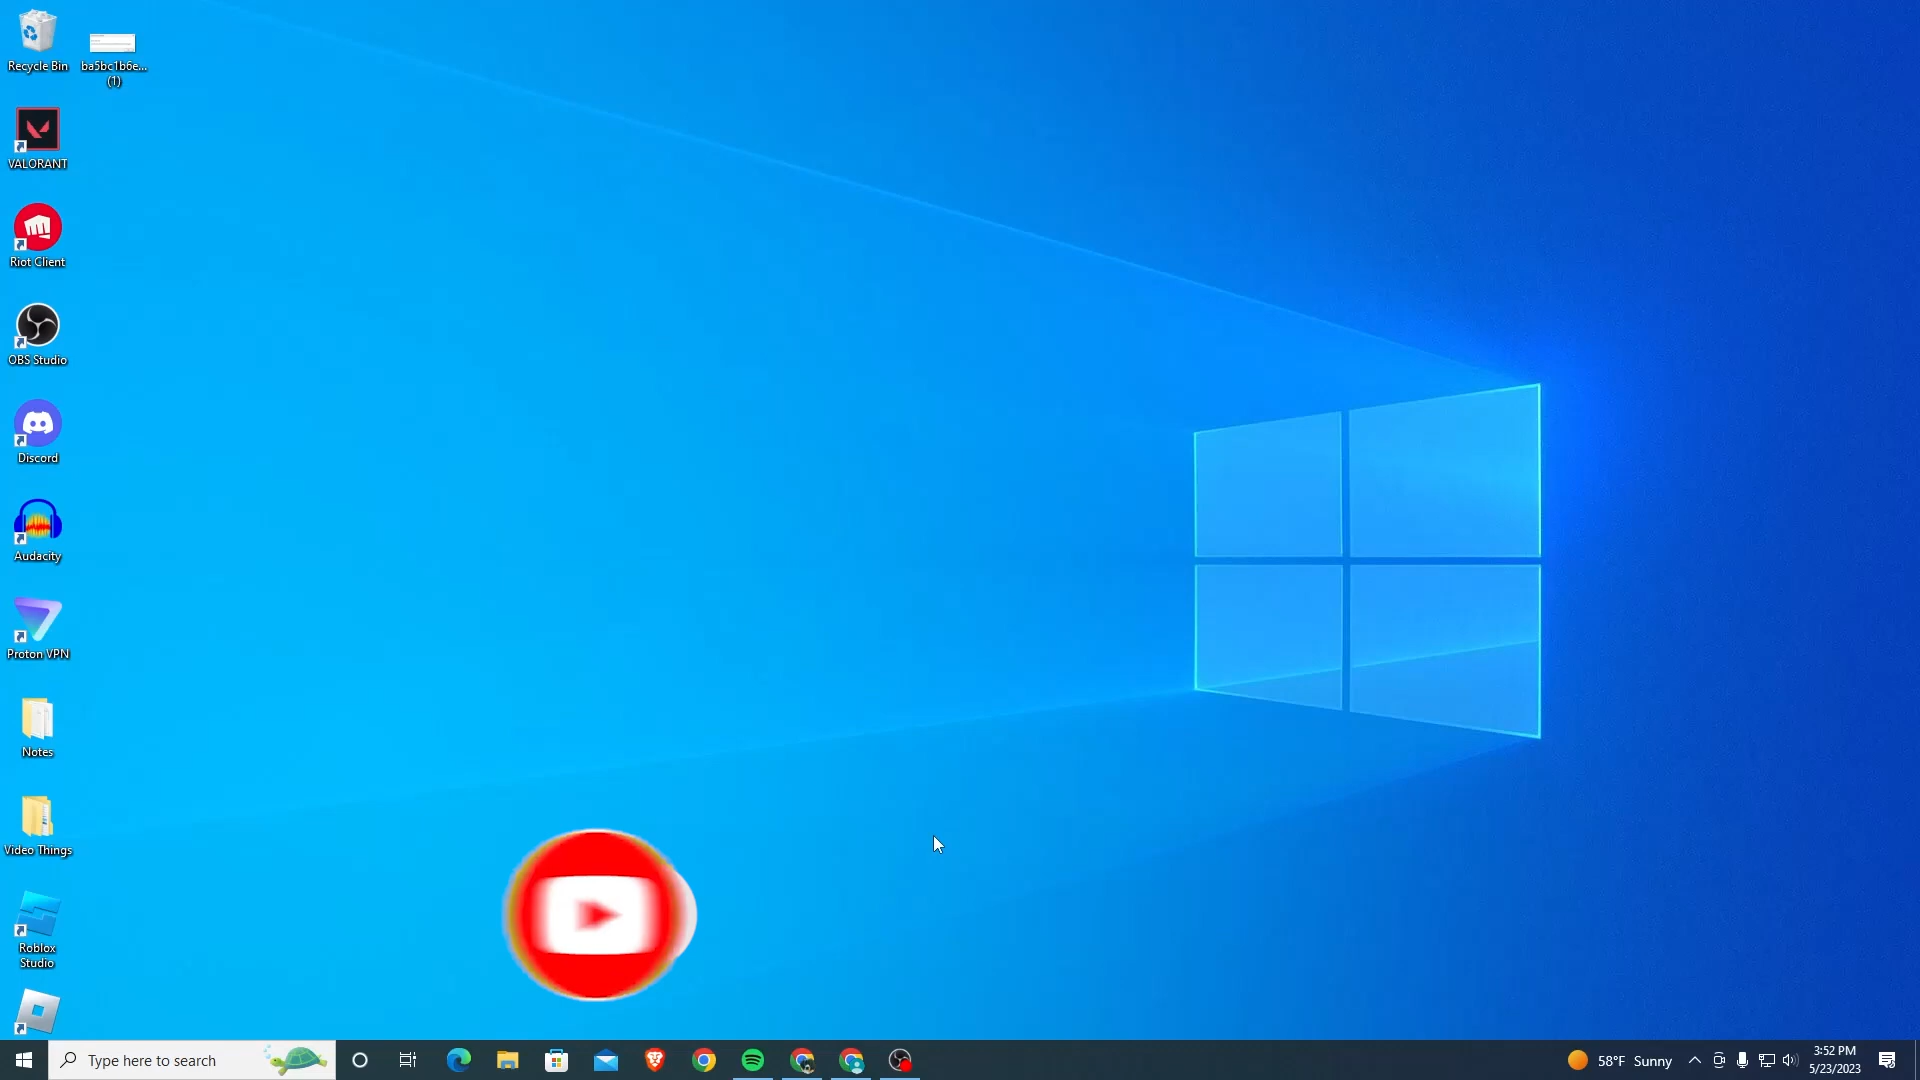 Recycle Bin
ba5bc1b6e...
(1)
VALORANT
Riot Client
OBS Studio
Discord
Audacity
Proton VPN
Notes
Video Things
Roblox
Studio
Type here to search
58°F Sunny
3:52 PM
5/23/2023